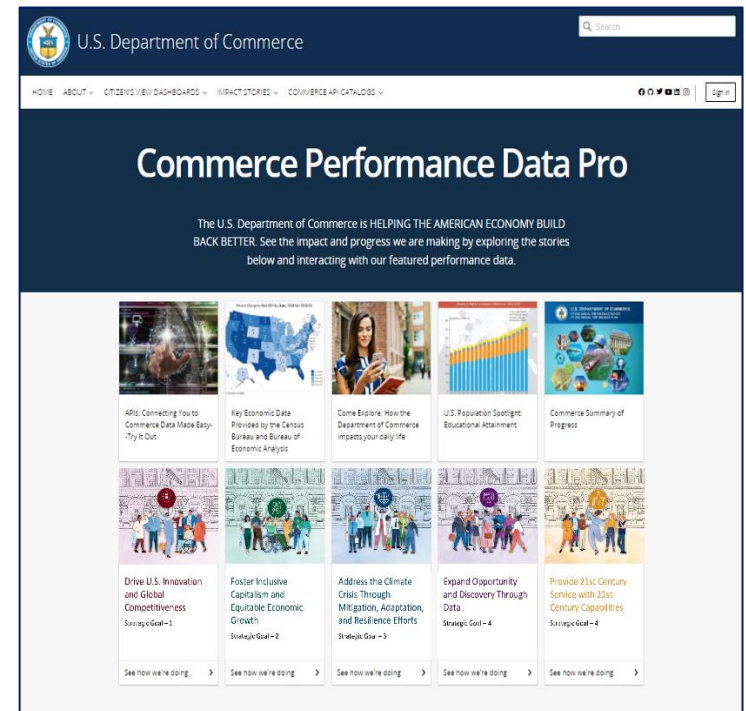 U.S. Department of Commerce
Search
HOME ABOUT CITIZEN'S VIEW DASHBOARDS IMPACT STORIES COMMERCE API CATALOGS
Sign In
Commerce Performance Data Pro
The U.S. Department of Commerce is HELPING THE AMERICAN ECONOMY BUILD
BACK BETTER. See the impact and progress we are making by exploring the stories
below and interacting with our featured performance data.
U.S. DEPARTMENT OF COMMERCE
APIs: Connecting You to
Commerce Data Made Easy-
-Try It Out
Key Economic Data
Provided by the Census
Bureau and Bureau of
Economic Analysis
Come Explore: How the
Department of Commerce
impacts your daily life
U.S. Population Spotlight:
Educational Attainment
Commerce Summary of
Progress
Drive U.S. Innovation
and Global
Competitiveness
Strategic Goal – 1
Foster Inclusive
Capitalism and
Equitable Economic
Growth
Strategic Goal – 2
Address the Climate
Crisis Through
Mitigation, Adaptation,
and Resilience Efforts
Strategic Goal – 3
Expand Opportunity
and Discovery Through
Data
Strategic Goal – 4
Provide 21st Century
Service with 21st
Century Capabilities
Strategic Goal – 4
See how we're doing
See how we're doing
See how we're doing
See how we're doing
See how we're doing